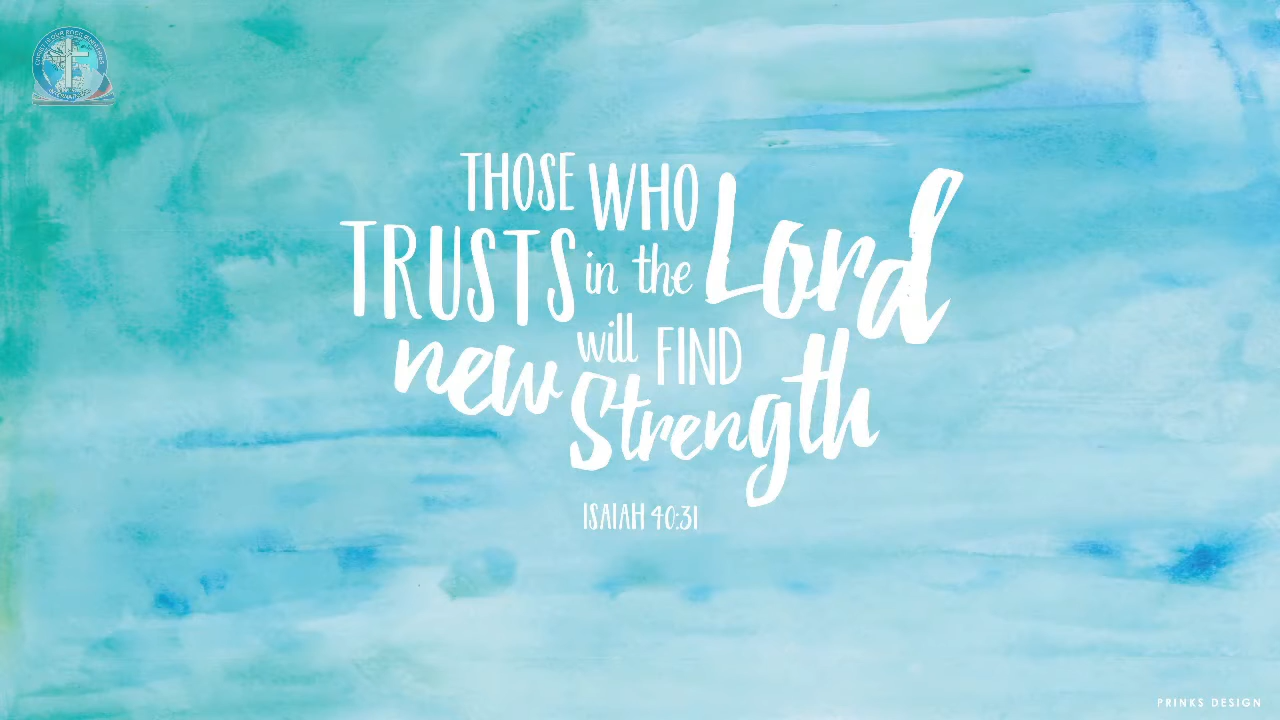 THOSE WHO
TRUSTS in the Lord
will FIND
new Strength
ISAIAH 40:31
PRINKS DESIGN